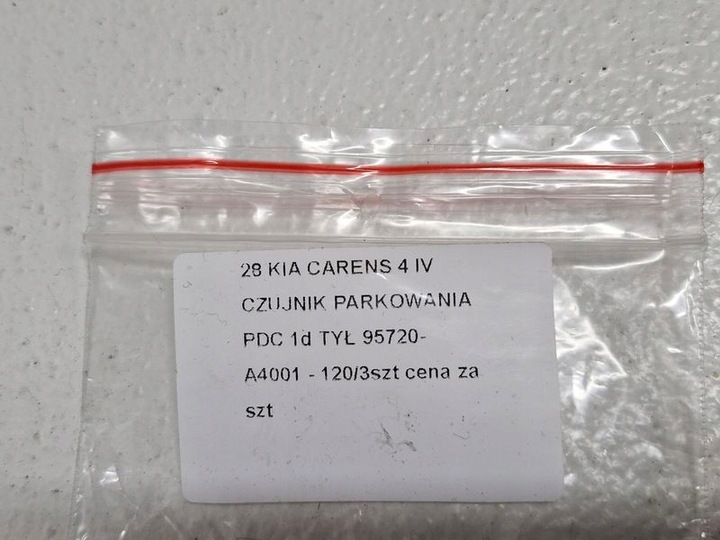 28 KIA CARENS 4 IV
CZUJNIK PARKOWANIA
PDC 1d TYŁ 95720-
A4001 - 120/3szt cena za
szt